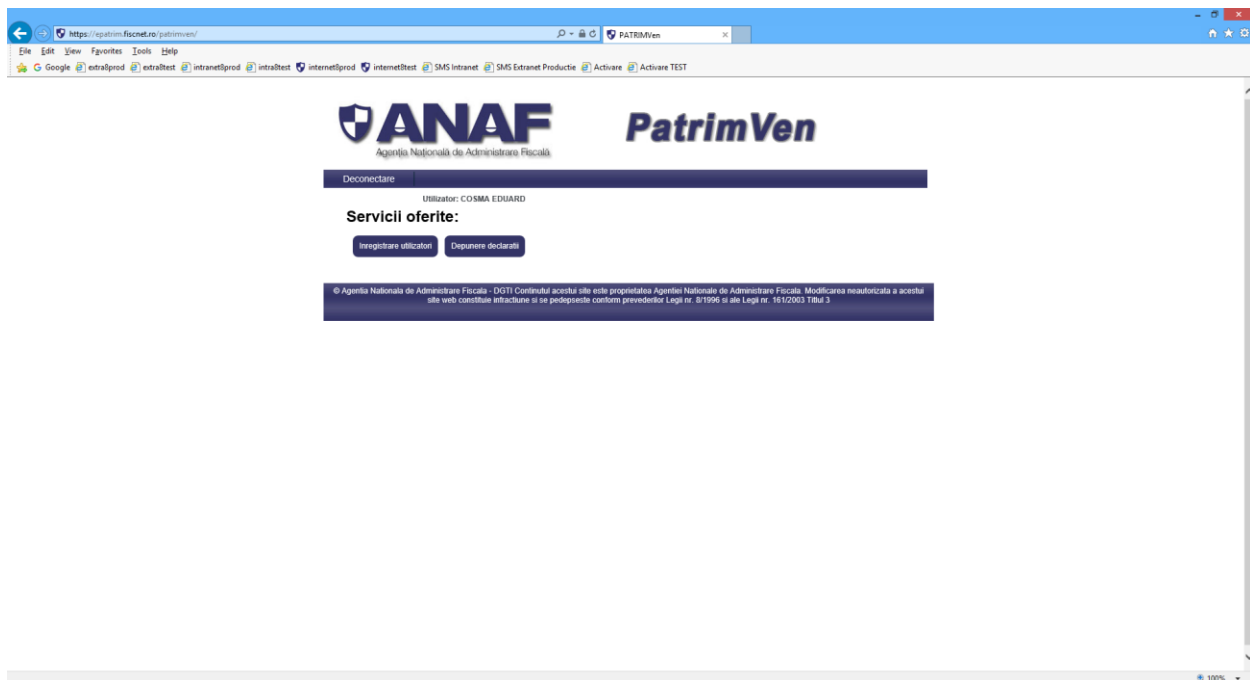 https://epatrim.fiscnet.ro/patrimven/
PATRIMVen
File Edit View Favorites Tools Help
Google extra8prod extra8test intranet8prod intra8test internet8prod internet8test SMS Intranet SMS Extranet Productie Activare Activare TEST
ANAF
Agenția Națională de Administrare Fiscală
PatrimVen
Deconectare
Utilizator: COSMA EDUARD
Servicii oferite:
Inregistrare utilizatori Depunere declaratii
© Agentia Nationala de Administrare Fiscala - DGTI Continutul acestui site este proprietatea Agentiei Nationale de Administrare Fiscala. Modificarea neautorizata a acestui
site web constituie infractiune si se pedepseste conform prevederilor Legii nr. 8/1996 si ale Legii nr. 161/2003 Titlul 3
100%